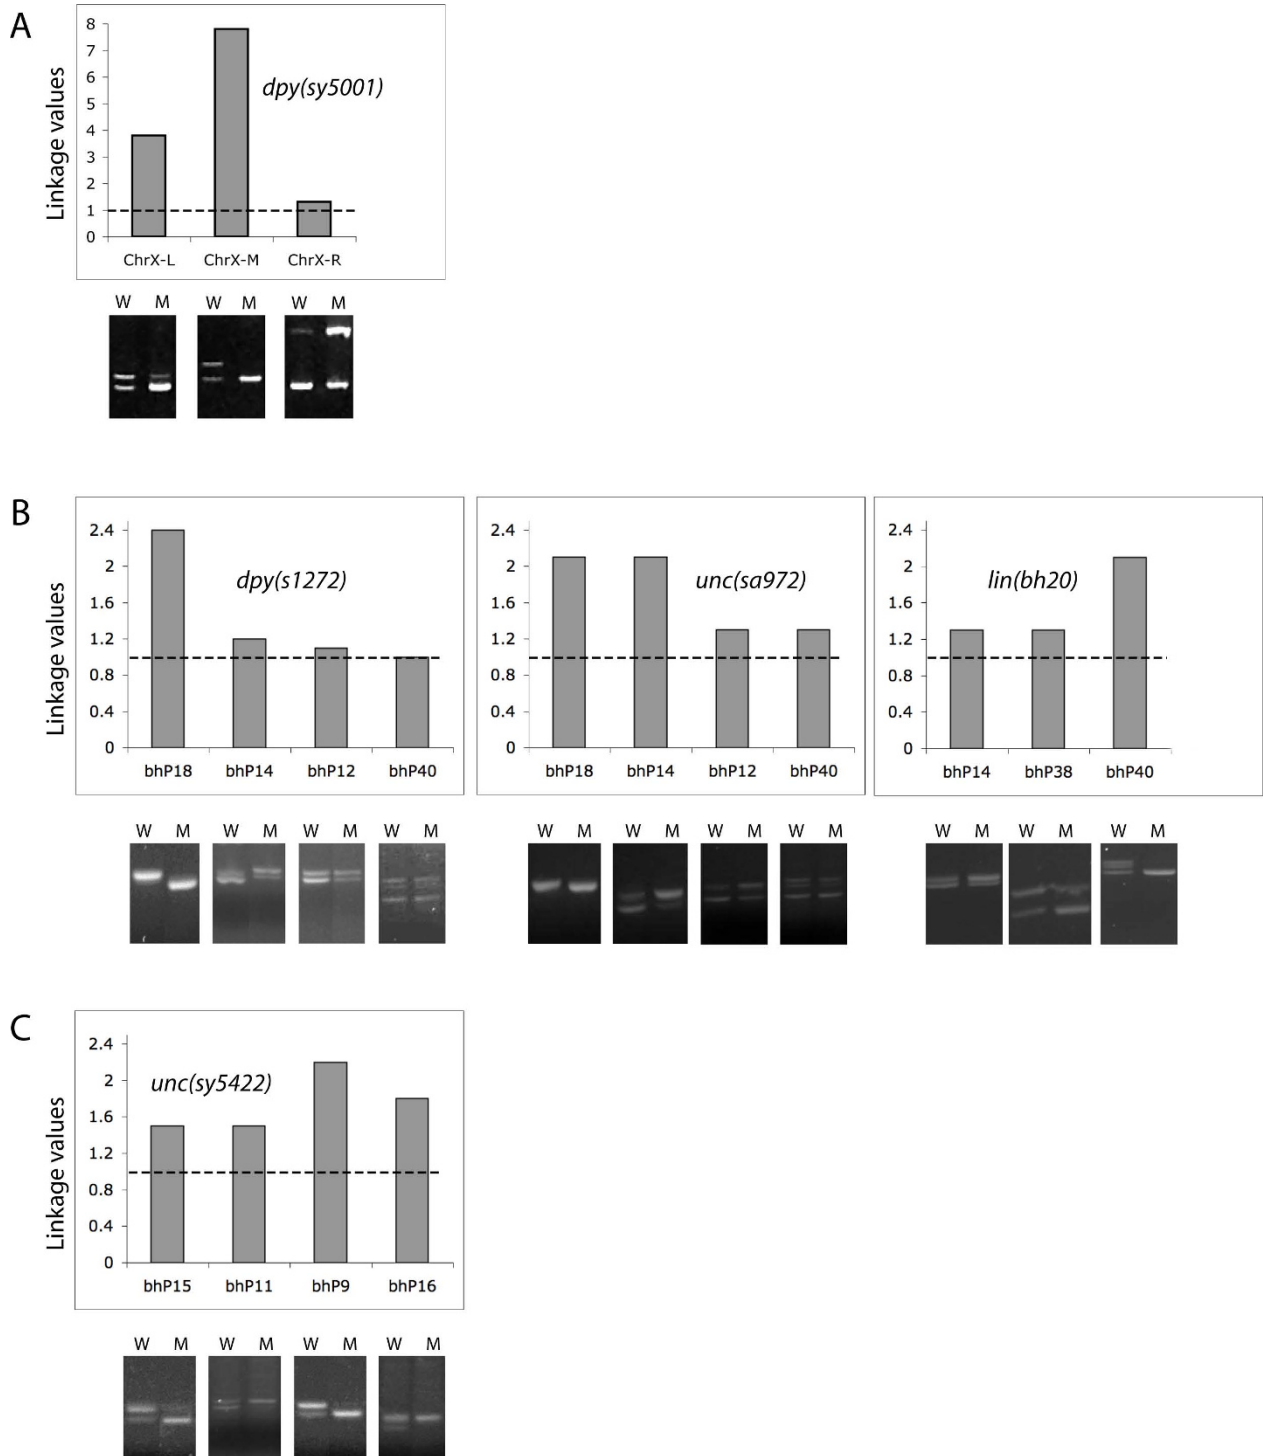 A
Linkage values
8
7
6
5
4
3
2
1
0
dpy(sy5001)
ChrX-L ChrX-M ChrX-R
W M W M W M
B
Linkage values
2.4
2
1.6
1.2
0.8
0.4
0
dpy(s1272)
bhP18 bhP14 bhP12 bhP40
2.4
2
1.6
1.2
0.8
0.4
0
unc(sa972)
bhP18 bhP14 bhP12 bhP40
2.4
2
1.6
1.2
0.8
0.4
0
lin(bh20)
bhP14 bhP38 bhP40
W M W M W M W M
W M W M W M W M
W M W M W M
C
Linkage values
2.4
2
1.6
1.2
0.8
0.4
0
unc(sy5422)
bhP15 bhP11 bhP9 bhP16
W M W M W M W M